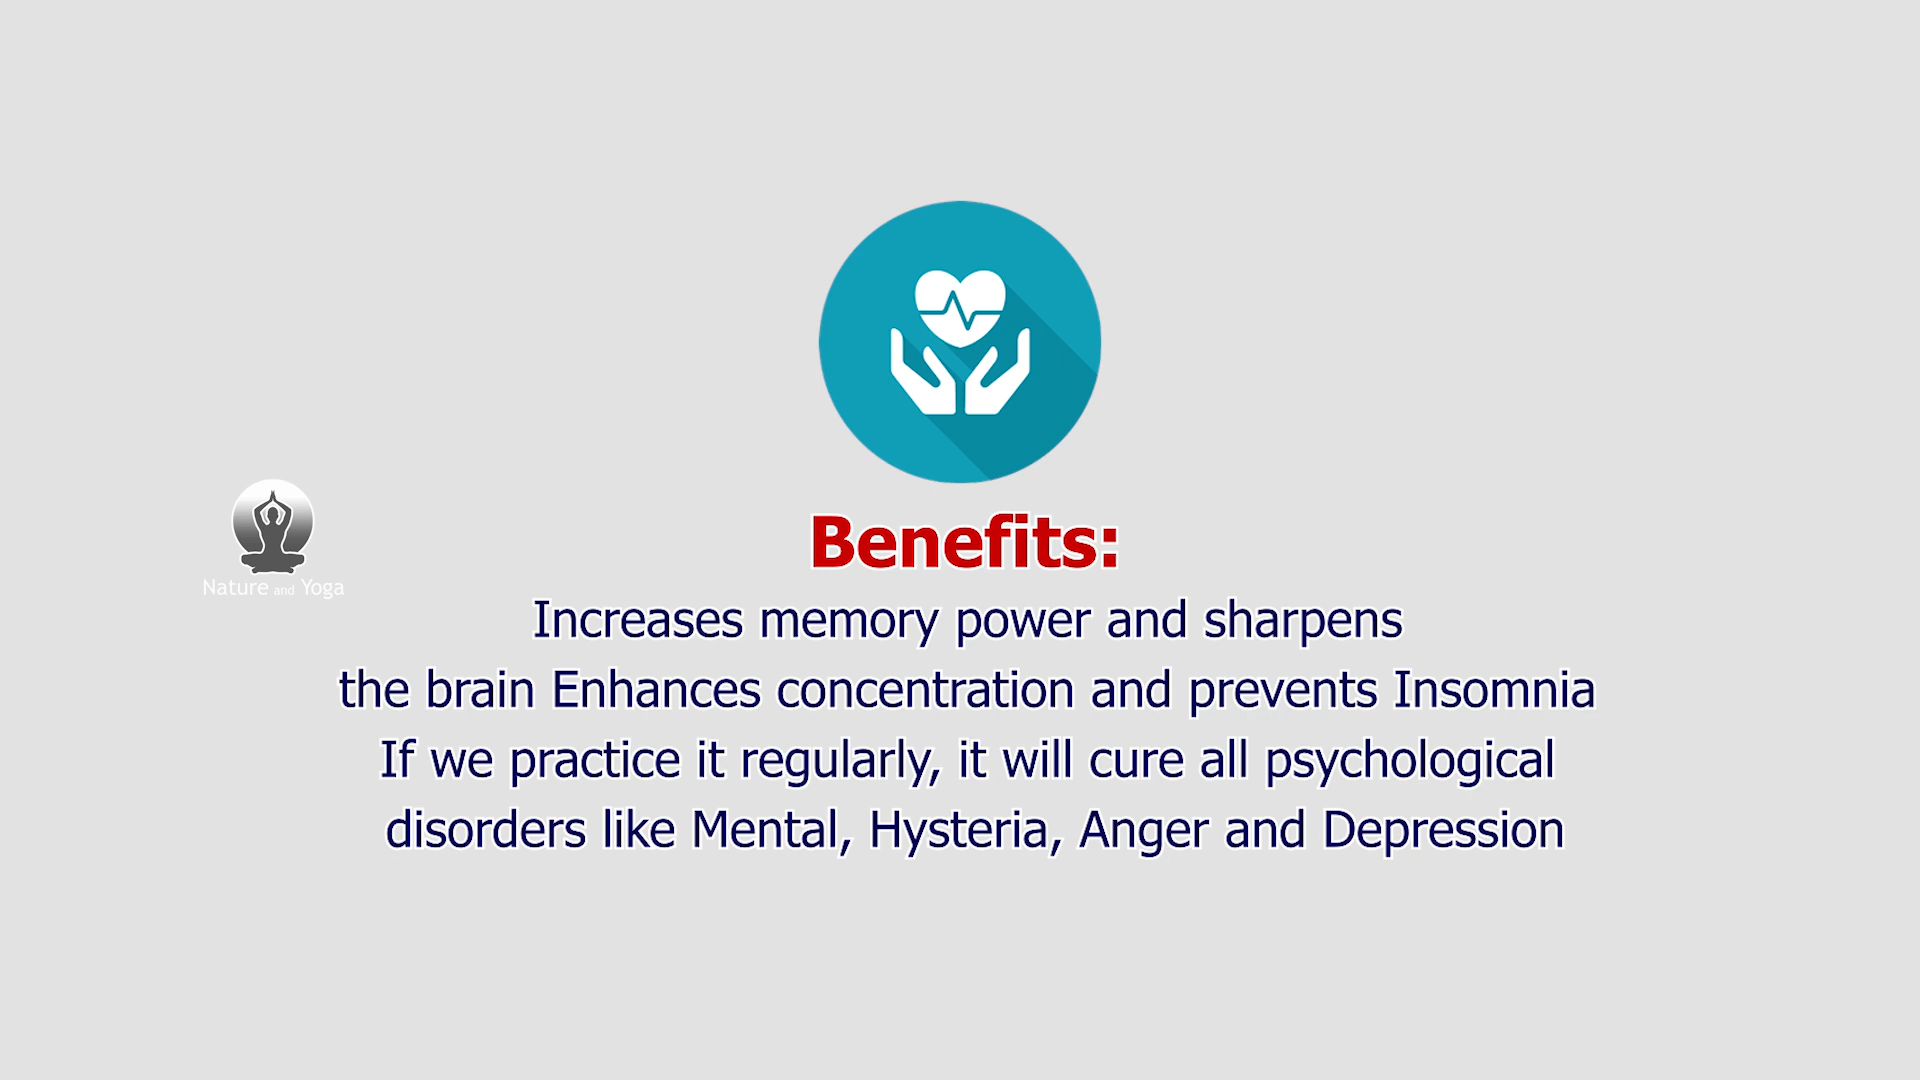 Benefits:
Nature and Yoga
Increases memory power and sharpens
the brain Enhances concentration and prevents Insomnia
If we practice it regularly, it will cure all psychological
disorders like Mental, Hysteria, Anger and Depression